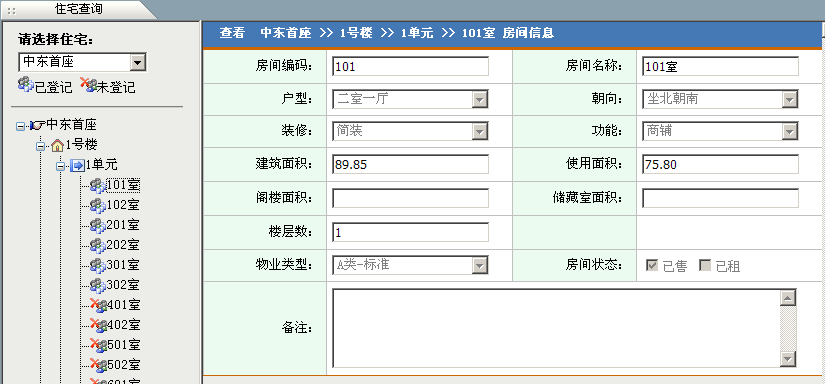 住宅查询
请选择住宅：
中东首座
已登记 未登记
中东首座
1号楼
1单元
101室
102室
201室
202室
301室
302室
401室
402室
501室
502室
601室
查看 中东首座 >> 1号楼 >> 1单元 >> 101室 房间信息
房间编码： 101 房间名称： 101室
户型： 二室一厅 朝向： 坐北朝南
装修： 简装 功能： 商铺
建筑面积： 89.85 使用面积： 75.80
阁楼面积： 储藏室面积：
楼层数： 1
物业类型： A类-标准 房间状态： 已售 已租
备注：